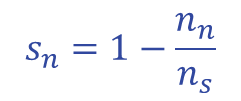 s_n = 1 − n_n / n_s